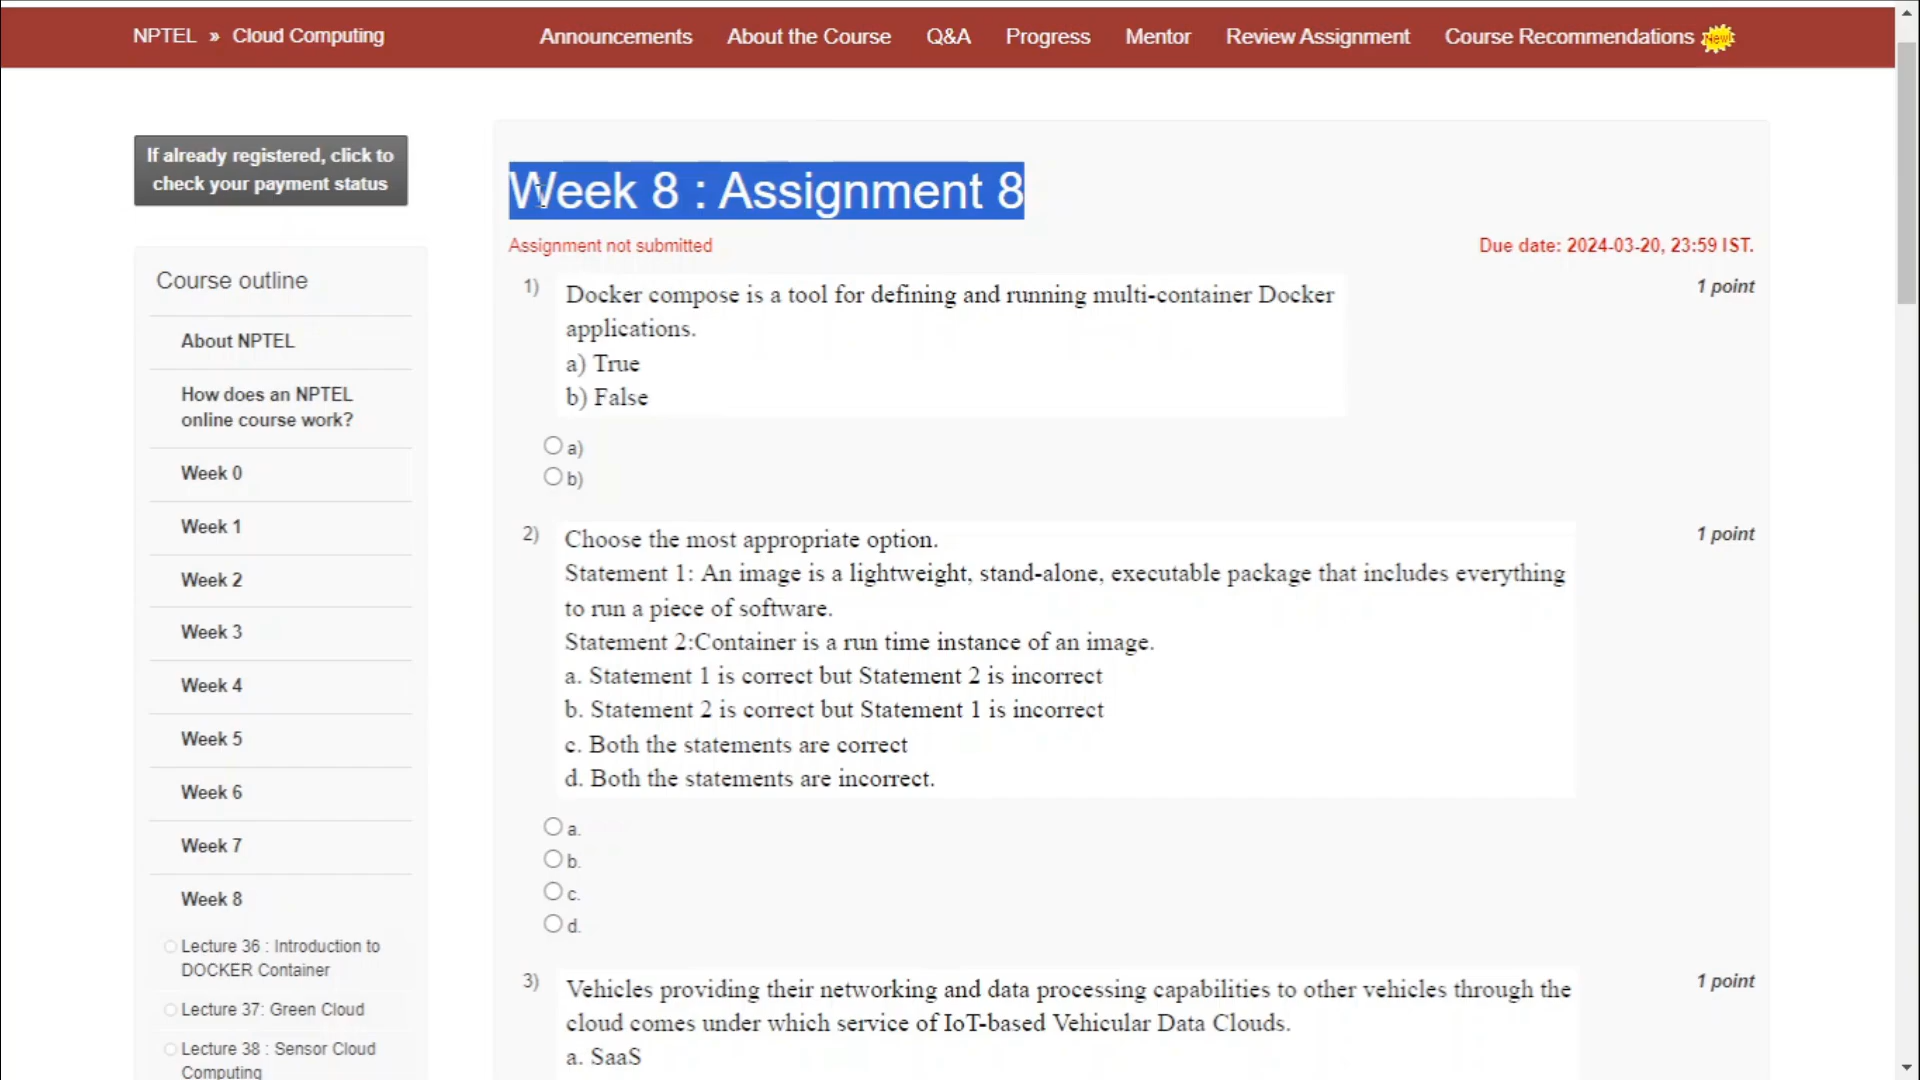 NPTEL » Cloud Computing
Announcements About the Course Q&A Progress Mentor Review Assignment Course Recommendations New!
If already registered, click to
check your payment status
Course outline
About NPTEL
How does an NPTEL
online course work?
Week 0
Week 1
Week 2
Week 3
Week 4
Week 5
Week 6
Week 7
Week 8
Lecture 36 : Introduction to
DOCKER Container
Lecture 37: Green Cloud
Lecture 38 : Sensor Cloud
Computing
Week 8 : Assignment 8
Assignment not submitted
Due date: 2024-03-20, 23:59 IST.
1)
1 point
Docker compose is a tool for defining and running multi-container Docker
applications.
a) True
b) False
a)
b)
2)
1 point
Choose the most appropriate option.
Statement 1: An image is a lightweight, stand-alone, executable package that includes everything
to run a piece of software.
Statement 2:Container is a run time instance of an image.
a. Statement 1 is correct but Statement 2 is incorrect
b. Statement 2 is correct but Statement 1 is incorrect
c. Both the statements are correct
d. Both the statements are incorrect.
a.
b.
c.
d.
3)
1 point
Vehicles providing their networking and data processing capabilities to other vehicles through the
cloud comes under which service of IoT-based Vehicular Data Clouds.
a. SaaS